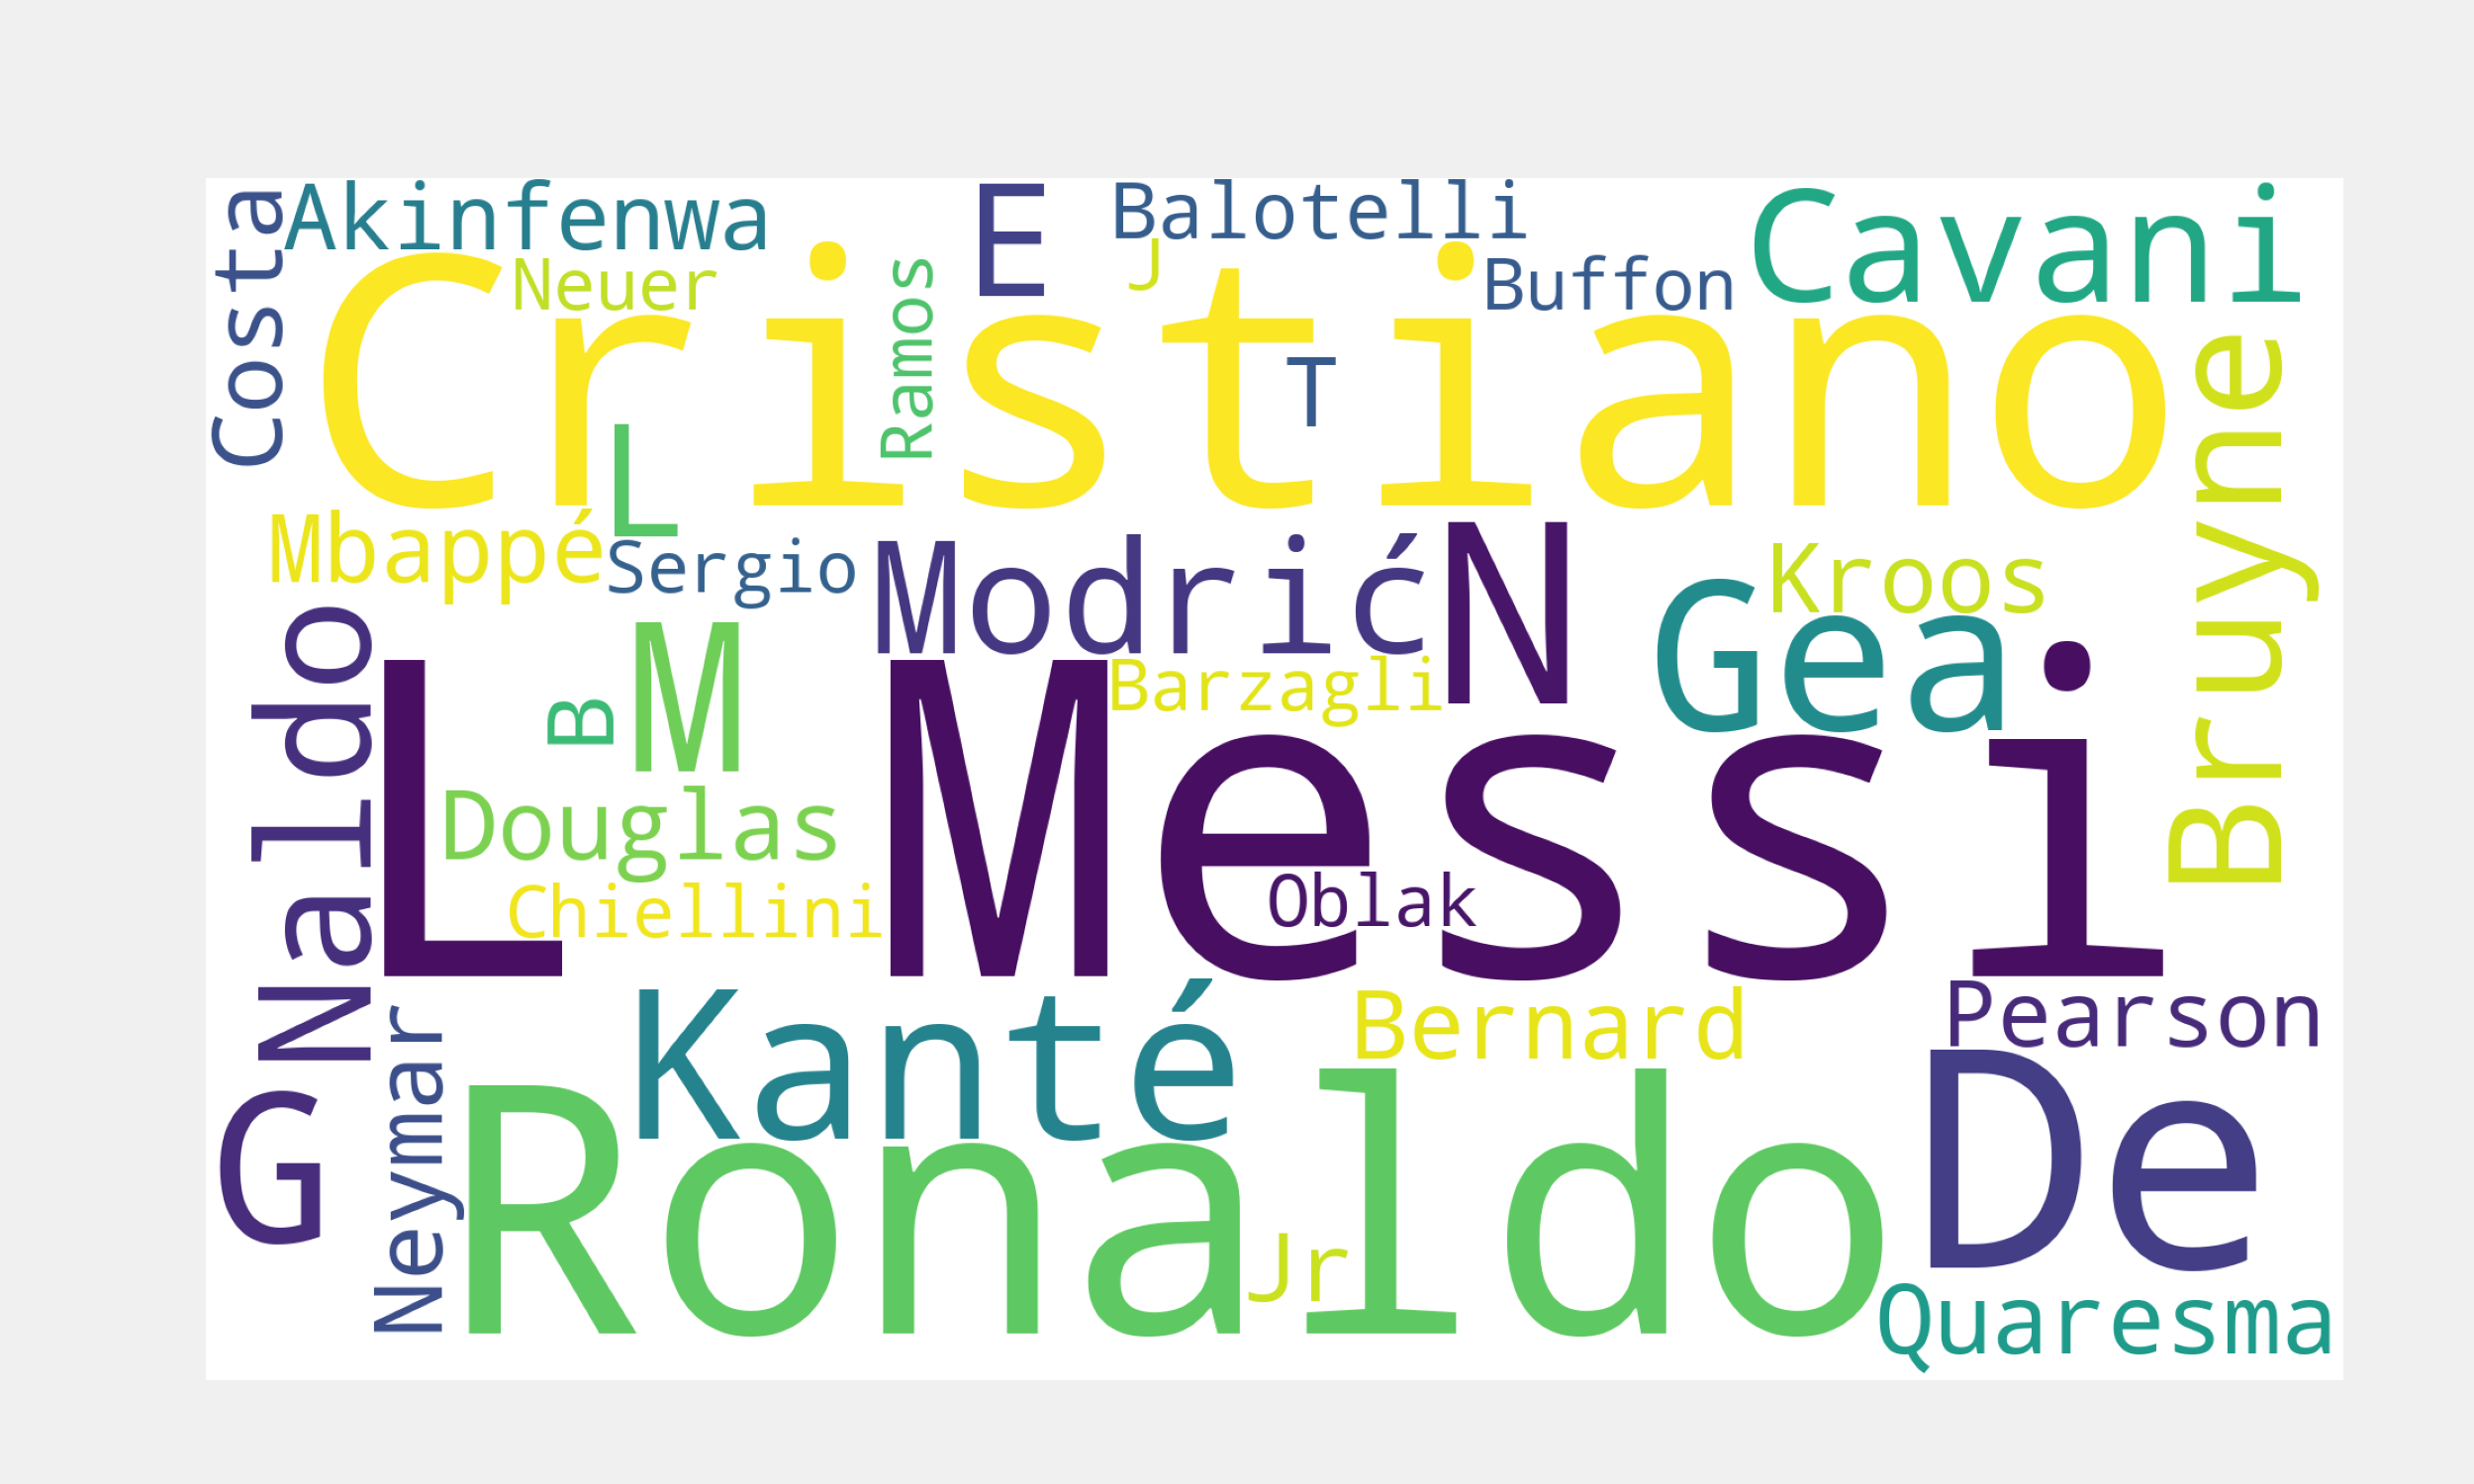 Costa
Akinfenwa
E
Balotelli
Cavani
Neuer
J
Buffon
Ramos
Cristiano
T
L
Bruyne
Mbappé
Sergio
Modrić
N
Kroos
Gea
Naldo
B
M
Barzagli
L
Messi
Douglas
Chiellini
Oblak
Kanté
Bernard
Pearson
G
Neymar
Ronaldo
De
Jr
Quaresma